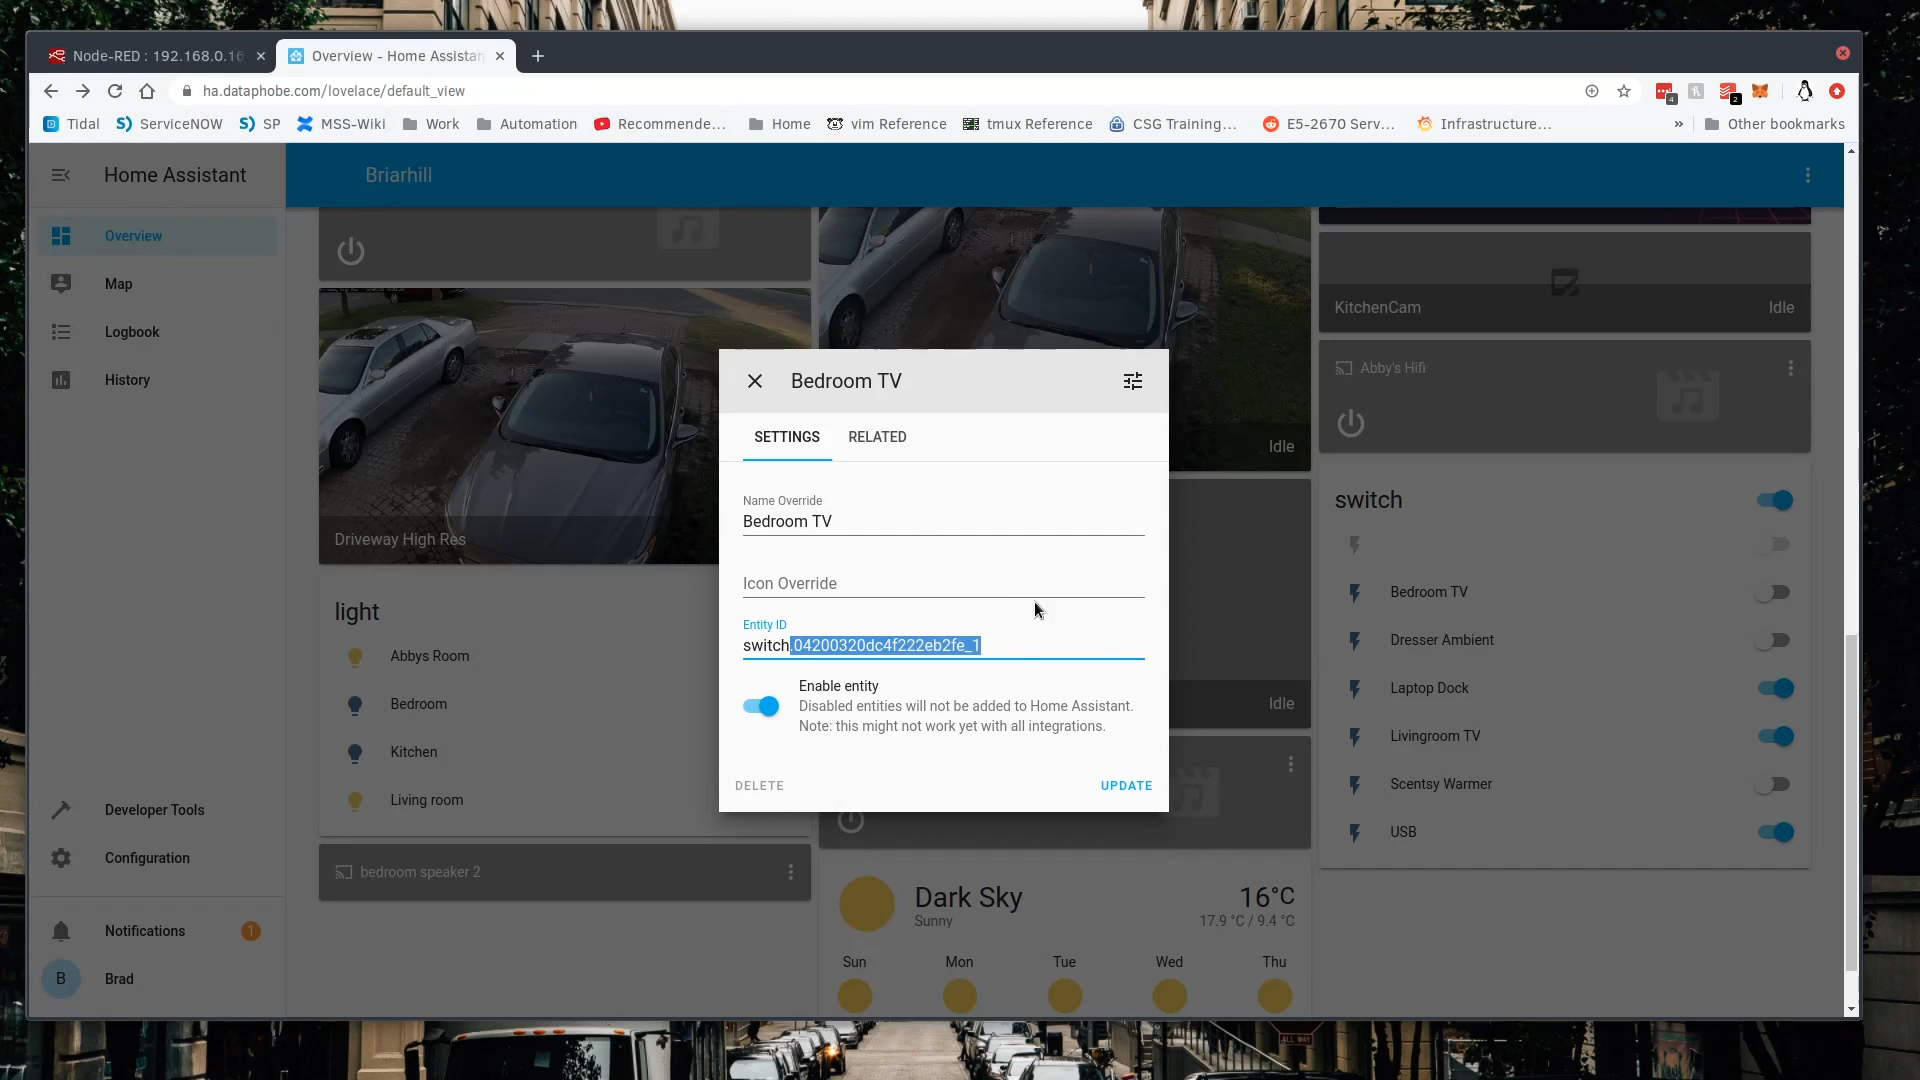 Node-RED : 192.168.0.16
Overview - Home Assistan
ha.dataphobe.com/lovelace/default_view
4
2
Tidal
ServiceNOW
SP
MSS-Wiki
Work
Automation
Recommende...
Home
vim Reference
tmux Reference
CSG Training...
E5-2670 Serv...
Infrastructure...
»
Other bookmarks
Home Assistant
Briarhill
Overview
Map
Logbook
History
Developer Tools
Configuration
Notifications
1
B
Brad
Driveway High Res
light
Abbys Room
Bedroom
Kitchen
Living room
bedroom speaker 2
Idle
Idle
Bedroom TV
SETTINGS
RELATED
Name Override
Bedroom TV
Icon Override
Entity ID
switch.04200320dc4f222eb2fe_1
Enable entity
Disabled entities will not be added to Home Assistant.
Note: this might not work yet with all integrations.
DELETE
UPDATE
Dark Sky
Sunny
16°C
17.9 °C / 9.4 °C
Sun
Mon
Tue
Wed
Thu
KitchenCam
Idle
Abby's Hifi
switch
Bedroom TV
Dresser Ambient
Laptop Dock
Livingroom TV
Scentsy Warmer
USB
ALL WAY